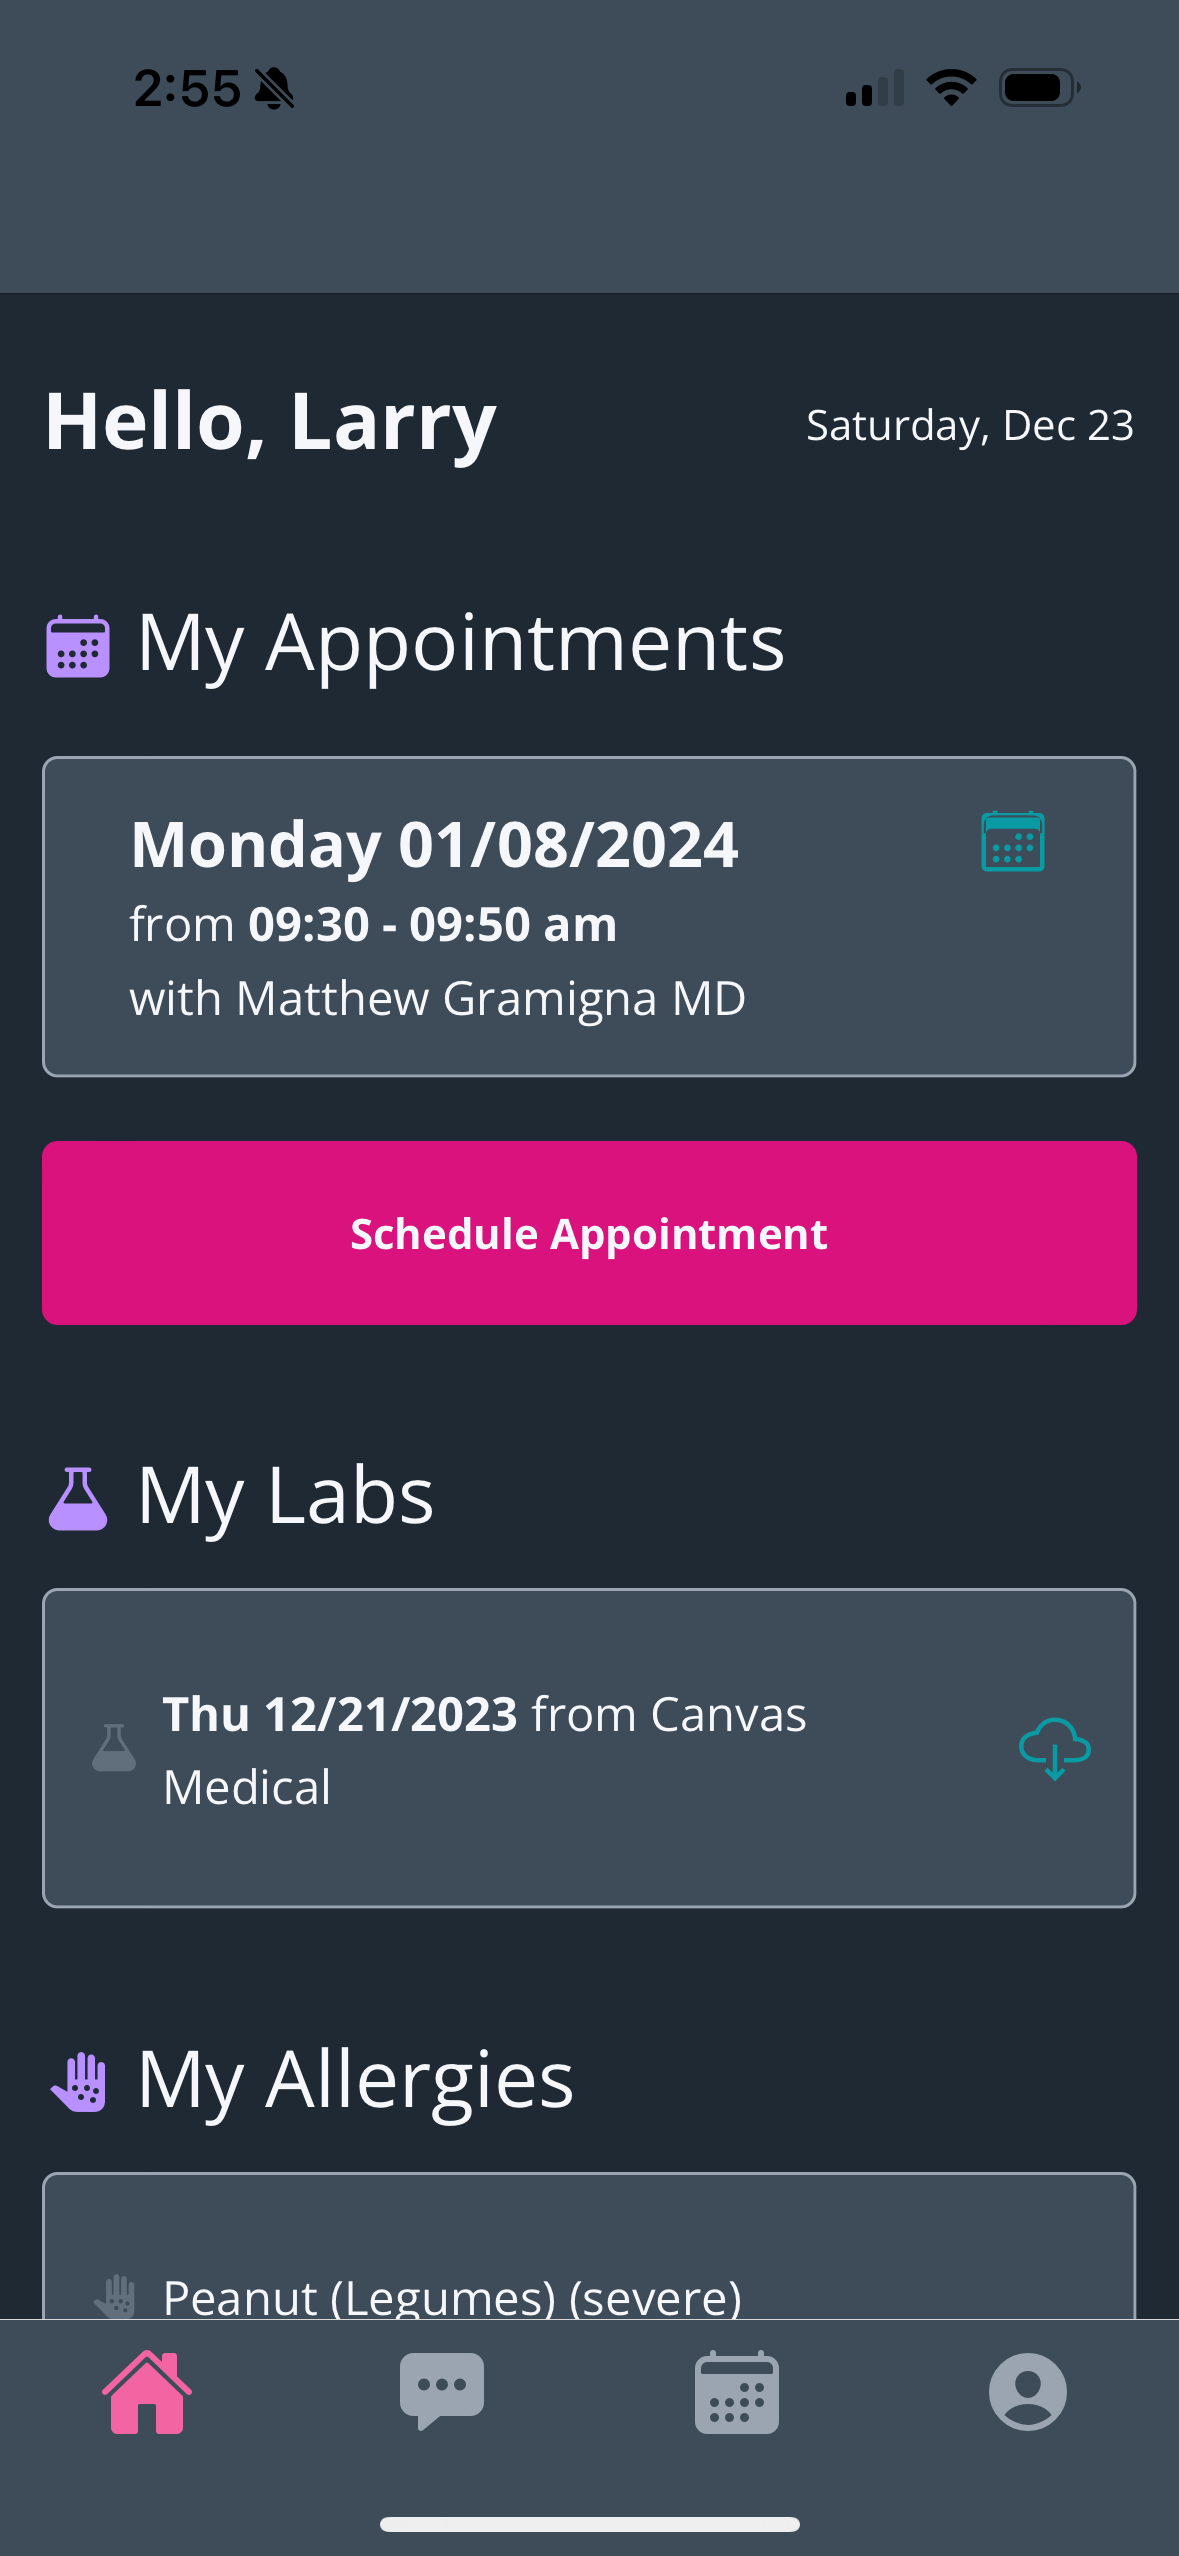 2:55
Hello, Larry
Saturday, Dec 23
My Appointments
Monday 01/08/2024
from 09:30 - 09:50 am
with Matthew Gramigna MD
Schedule Appointment
My Labs
Thu 12/21/2023 from Canvas
Medical
My Allergies
Peanut (Legumes) (severe)